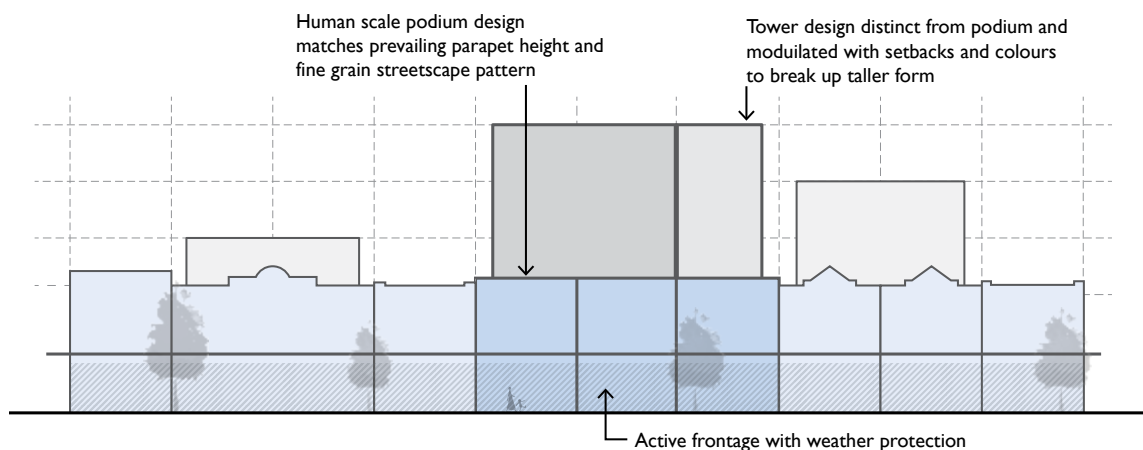 Human scale podium design
matches prevailing parapet height and
fine grain streetscape pattern
Tower design distinct from podium and
moduilated with setbacks and colours
to break up taller form
Active frontage with weather protection